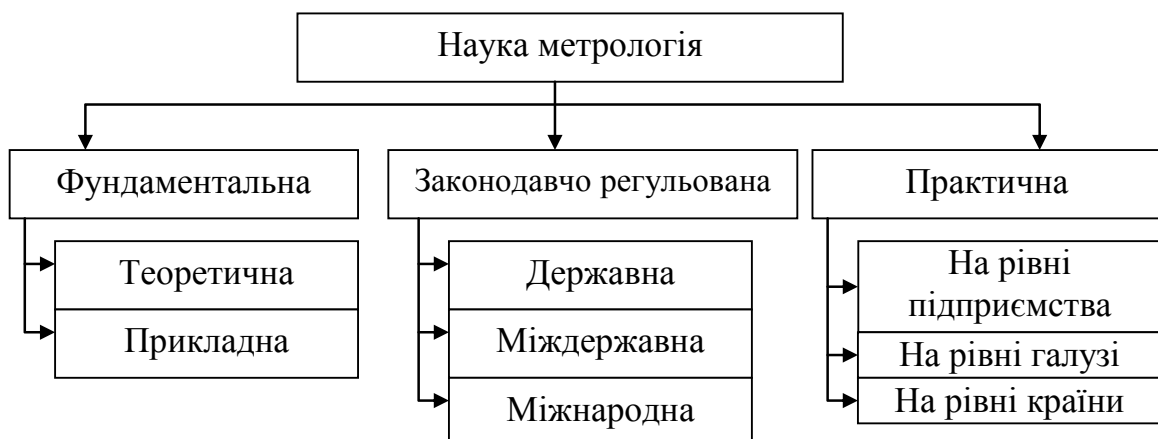 Наука метрологія
Фундаментальна
Законодавчо регульована
Практична
Теоретична
Прикладна
Державна
Міждержавна
Міжнародна
На рівні
підприємства
На рівні галузі
На рівні країни